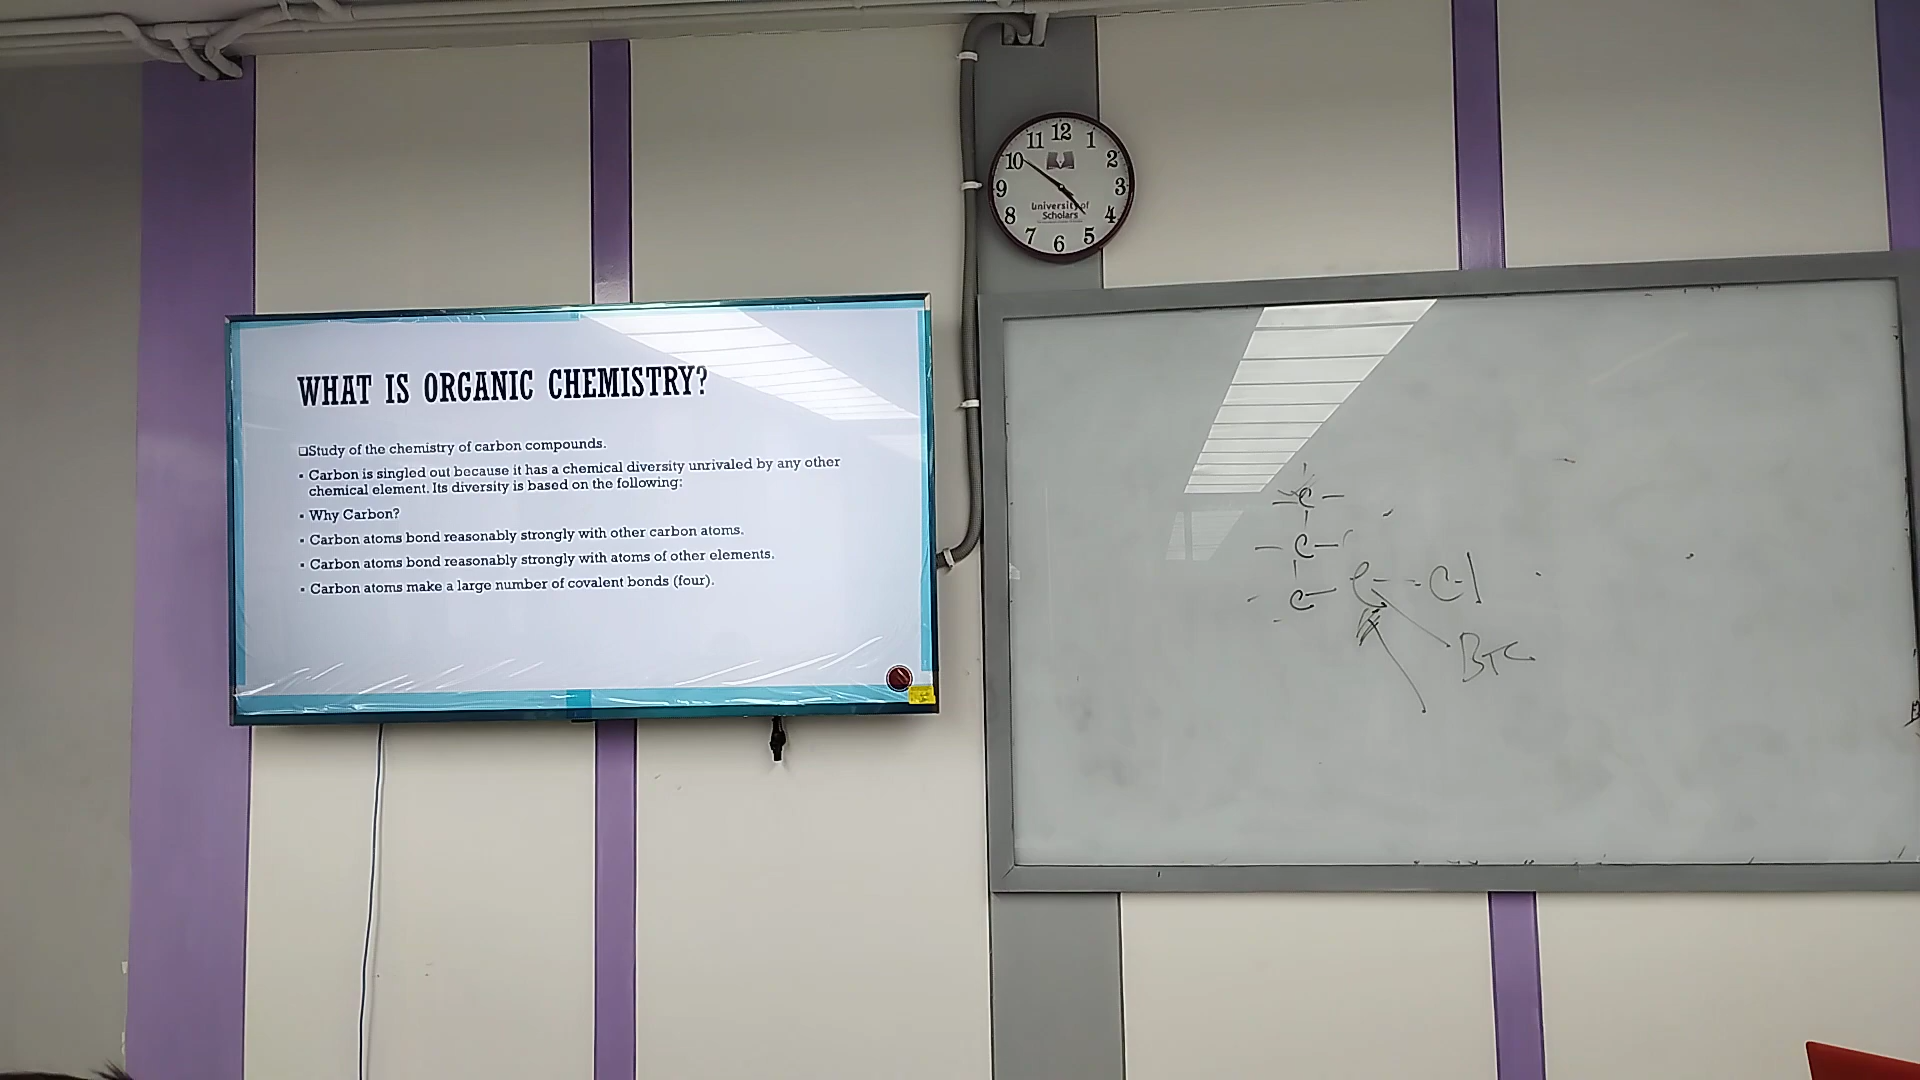 WHAT IS ORGANIC CHEMISTRY?
❑Study of the chemistry of carbon compounds.
▪ Carbon is singled out because it has a chemical diversity unrivaled by any other
chemical element. Its diversity is based on the following:
▪ Why Carbon?
▪ Carbon atoms bond reasonably strongly with other carbon atoms.
▪ Carbon atoms bond reasonably strongly with atoms of other elements.
▪ Carbon atoms make a large number of covalent bonds (four).
11 12 1
10 2
9 3
8 4
7 6 5
University of
Scholars
- C -
- C -
C - C - - C -